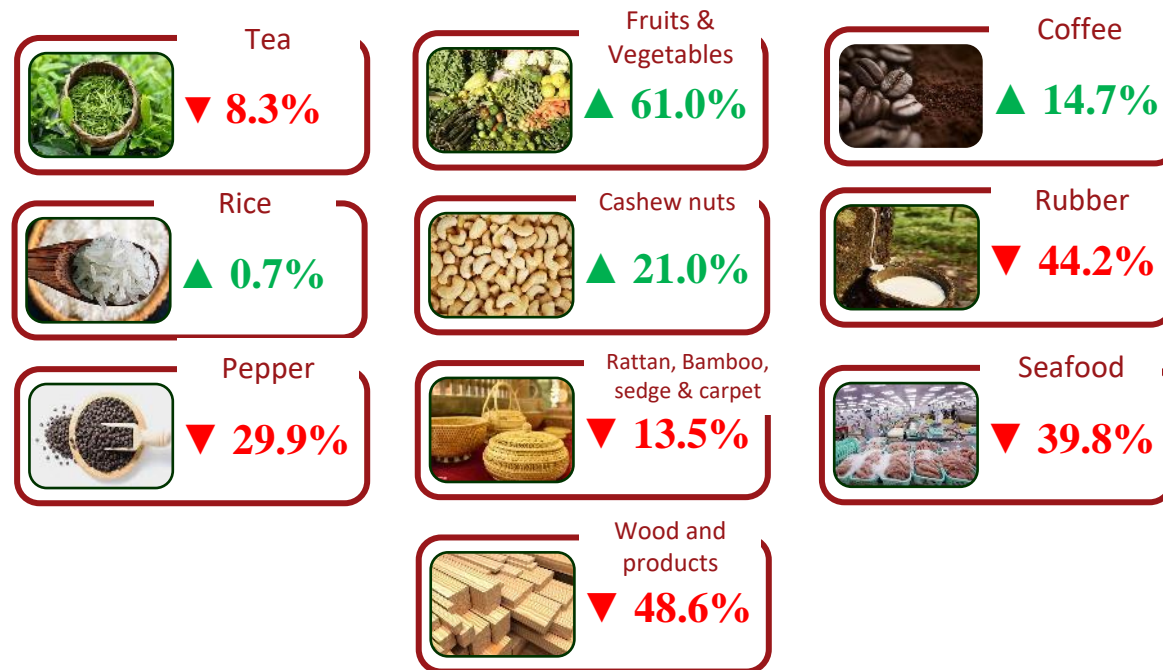 Tea
▼ 8.3%
Fruits &
Vegetables
▲ 61.0%
Coffee
▲ 14.7%
Rice
▲ 0.7%
Cashew nuts
▲ 21.0%
Rubber
▼ 44.2%
Pepper
▼ 29.9%
Rattan, Bamboo,
sedge & carpet
▼ 13.5%
Seafood
▼ 39.8%
Wood and
products
▼ 48.6%